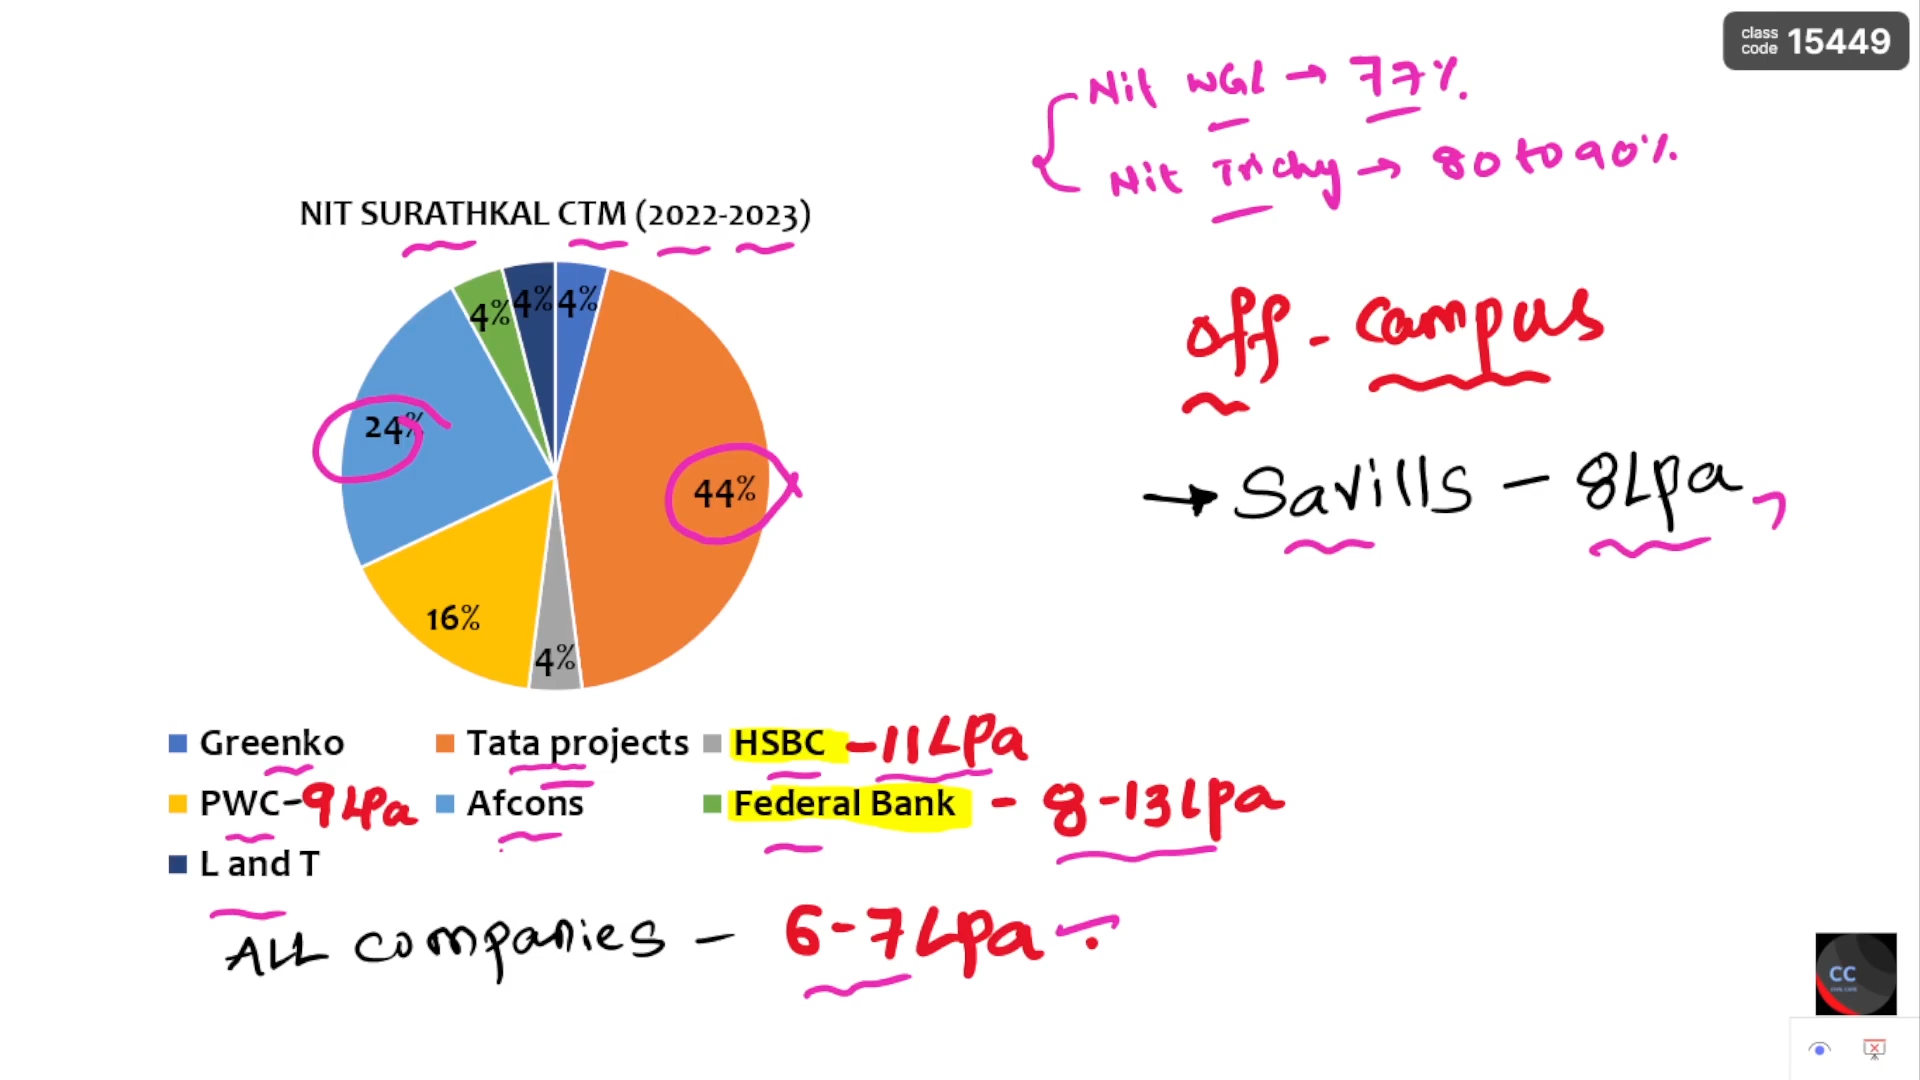 class code 15449
Nit WGL → 77%.
Nit Trichy → 80 to 90%.
NIT SURATHKAL CTM (2022-2023)
4% 4% 4%
24%
44%
16%
4%
off - campus
→ Savills - 8Lpa,
Greenko Tata projects HSBC -11Lpa
PWC-9Lpa Afcons Federal Bank - 8-13Lpa
L and T
ALL companies - 6-7Lpa
CC